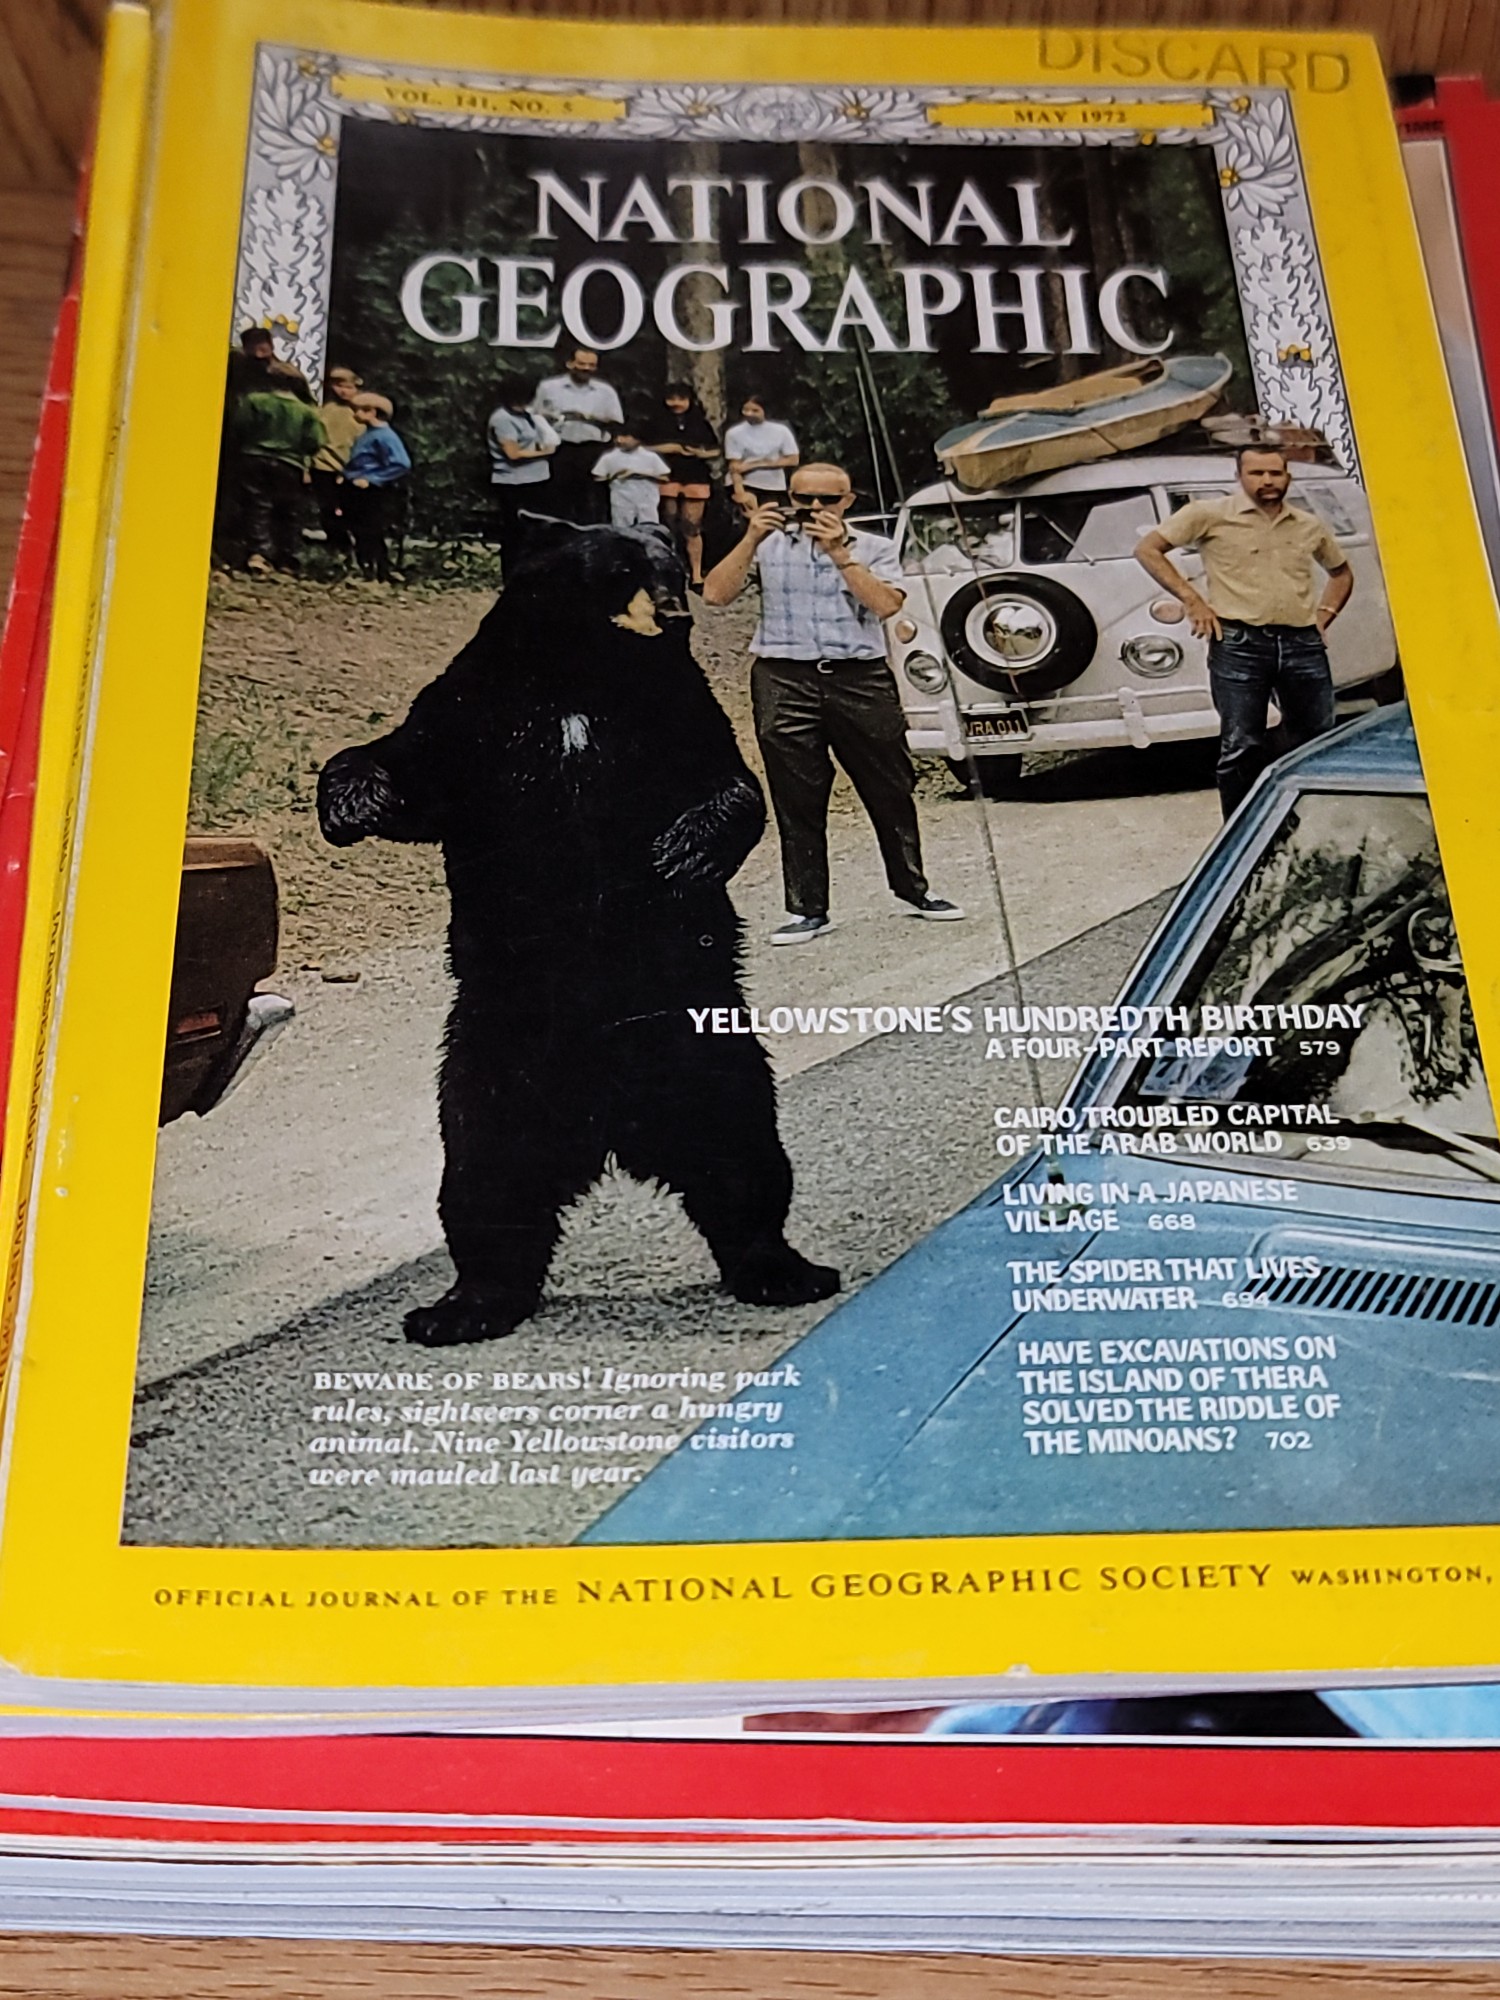 DISCARD
VOL. 141, NO. 5
MAY 1972
TIME
NATIONAL
GEOGRAPHIC
VRA 011
YELLOWSTONE'S HUNDREDTH BIRTHDAY
A FOUR-PART REPORT 579
CAIRO, TROUBLED CAPITAL
OF THE ARAB WORLD 639
LIVING IN A JAPANESE
VILLAGE 668
THE SPIDER THAT LIVES
UNDERWATER 694
HAVE EXCAVATIONS ON
THE ISLAND OF THERA
SOLVED THE RIDDLE OF
THE MINOANS? 702
BEWARE OF BEARS! Ignoring park
rules, sightseers corner a hungry
animal. Nine Yellowstone visitors
were mauled last year.
OFFICIAL JOURNAL OF THE NATIONAL GEOGRAPHIC SOCIETY WASHINGTON,